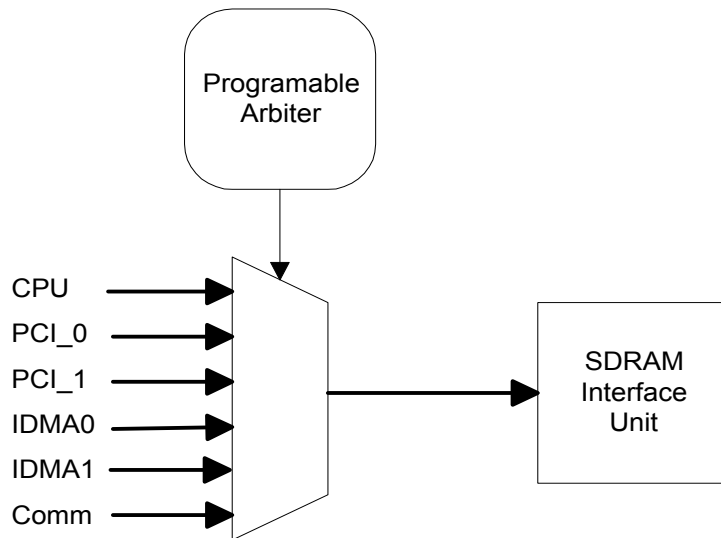 Programable
Arbiter
CPU
PCI_0
PCI_1
IDMA0
IDMA1
Comm
SDRAM
Interface
Unit